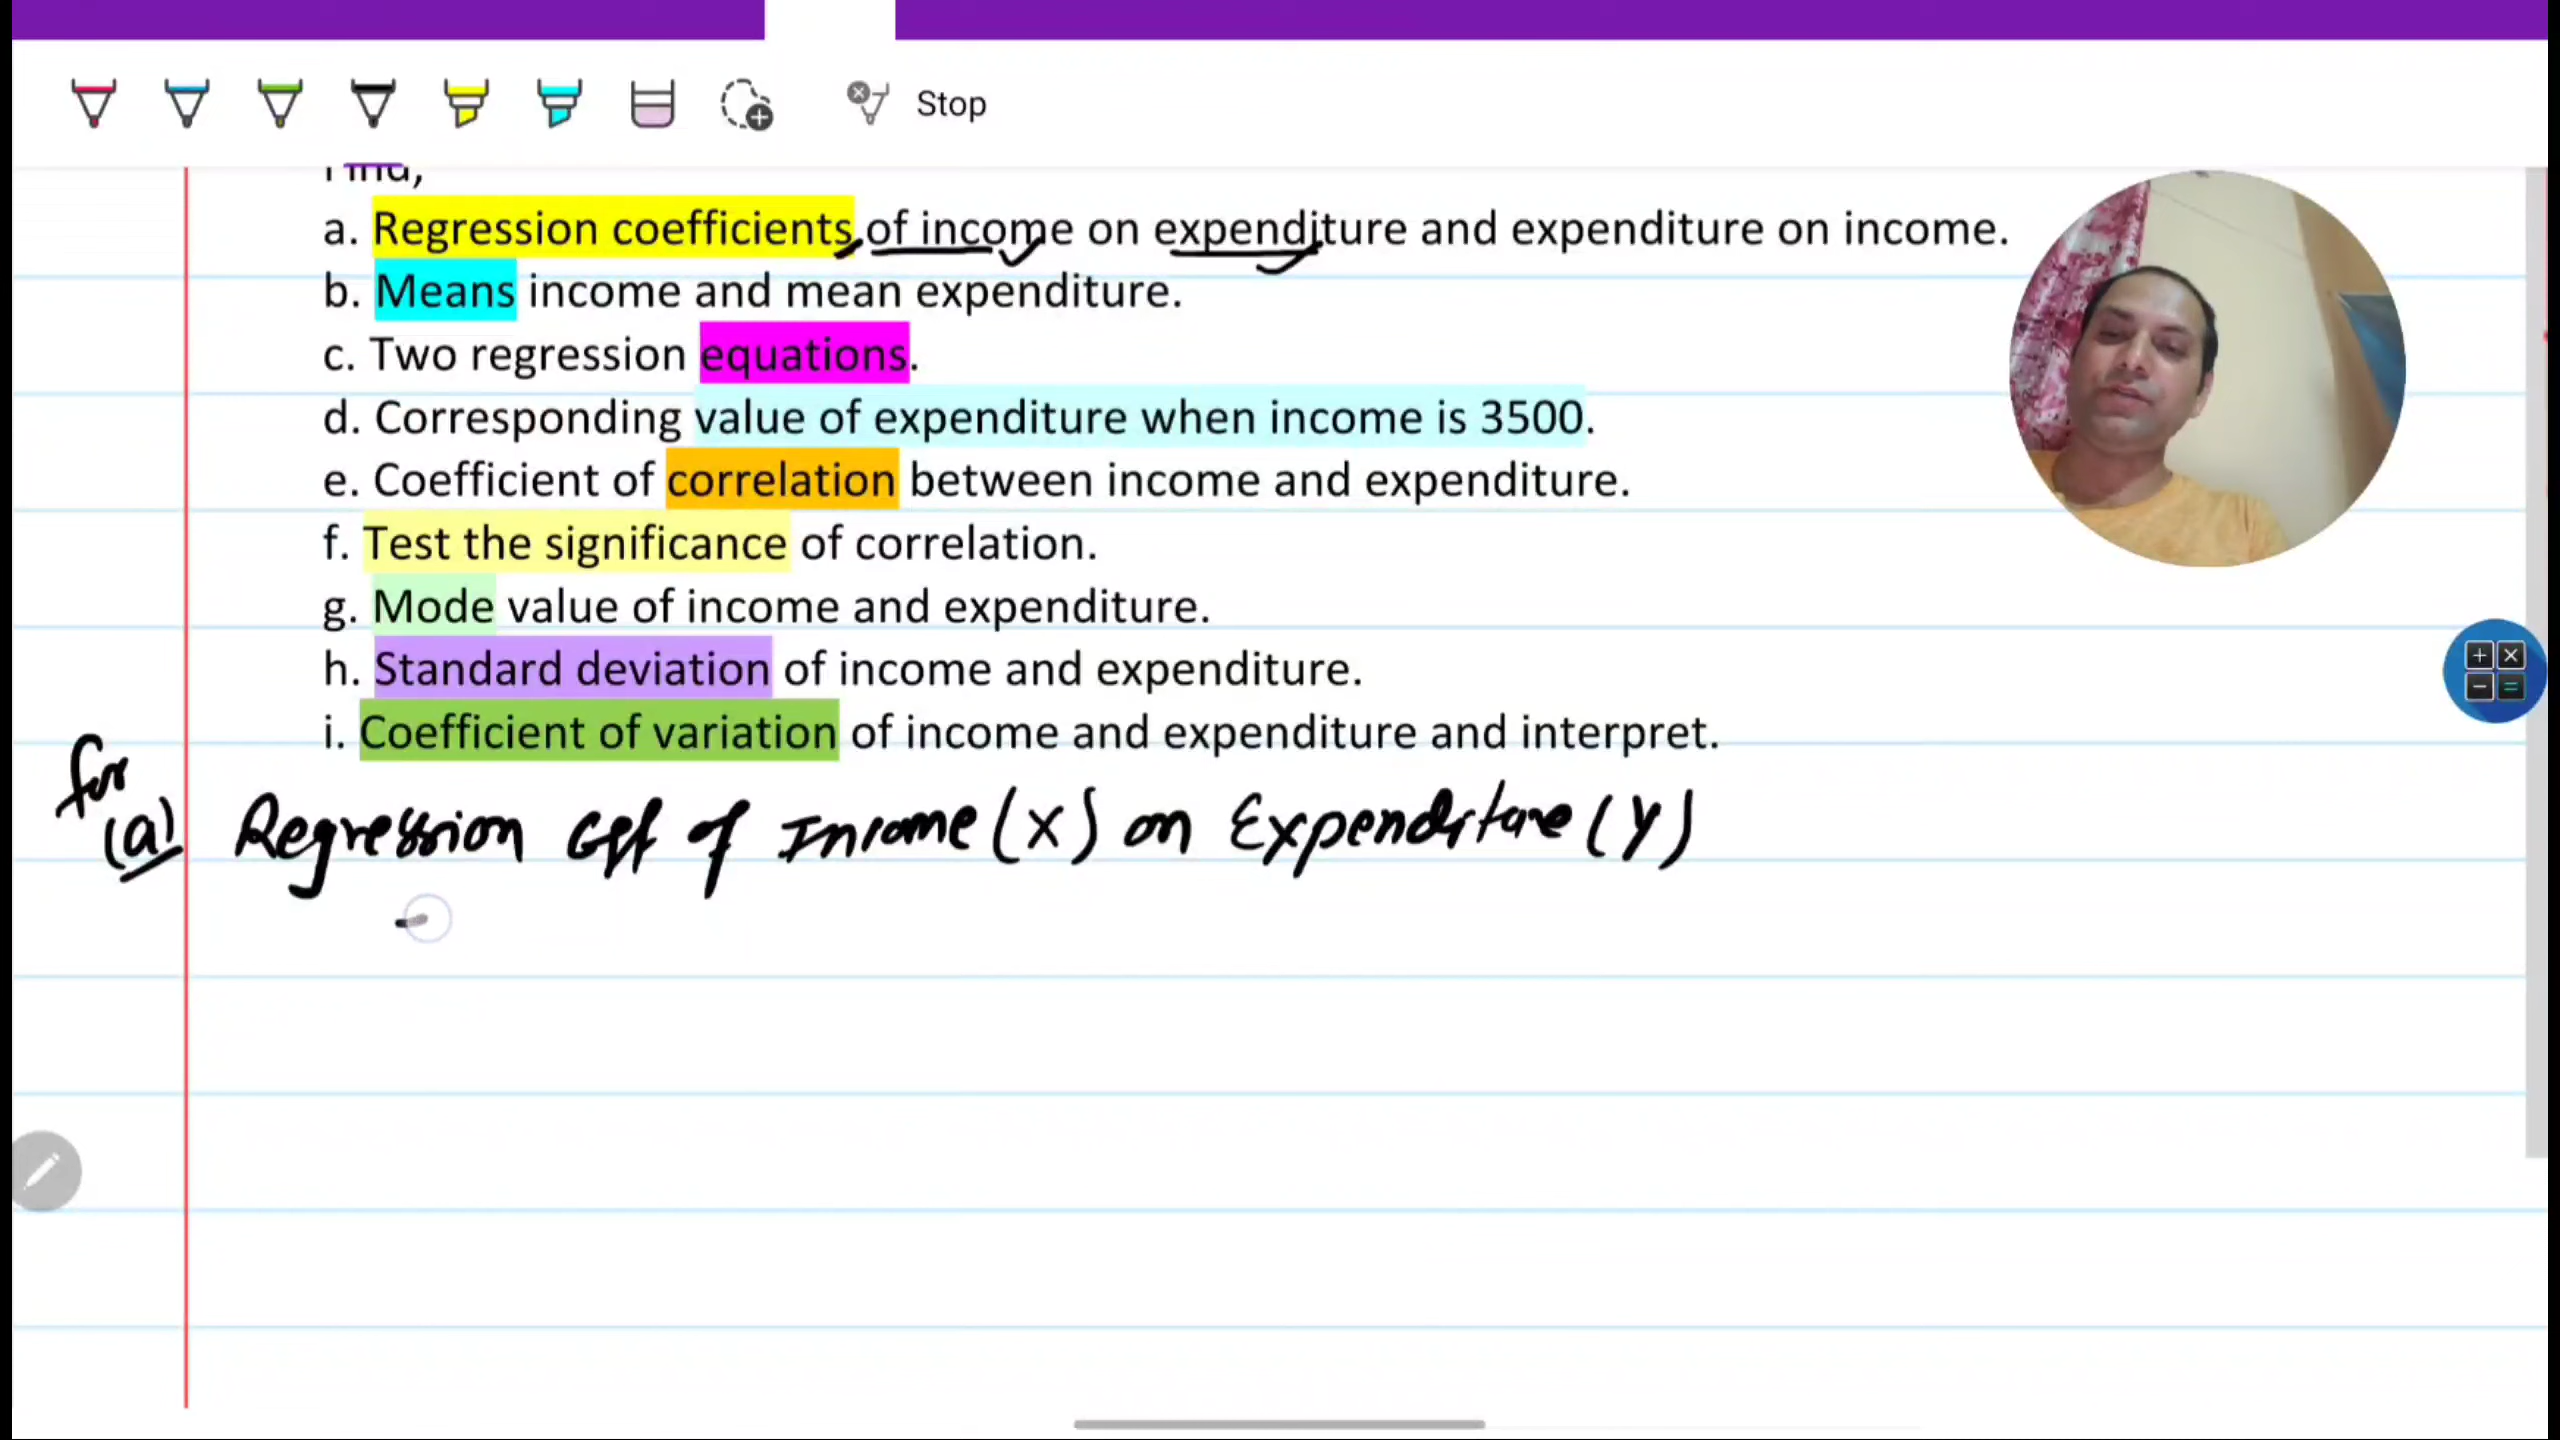 Stop
Find,
a. Regression coefficients of income on expenditure and expenditure on income.
b. Means income and mean expenditure.
c. Two regression equations.
d. Corresponding value of expenditure when income is 3500.
e. Coefficient of correlation between income and expenditure.
f. Test the significance of correlation.
g. Mode value of income and expenditure.
h. Standard deviation of income and expenditure.
i. Coefficient of variation of income and expenditure and interpret.
for
(a) Regression Coff of Income (X) on Expenditure (Y)